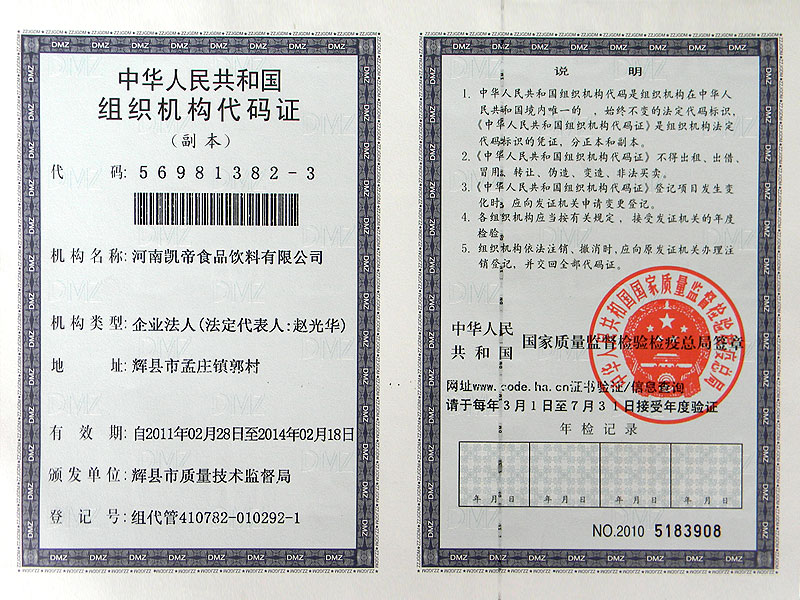 中华人民共和国
组织机构代码证
(副本)
代 码: 56981382-3
机构名称: 河南凯帝食品饮料有限公司
机构类型: 企业法人(法定代表人:赵光华)
地 址: 辉县市孟庄镇郭村
有 效 期: 自2011年02月28日至2014年02月18日
颁发单位: 辉县市质量技术监督局
登 记 号: 组代管410782-010292-1
说 明
1. 中华人民共和国组织机构代码是组织机构在中华人
民共和国境内唯一的 、始终不变的法定代码标识,
《中华人民共和国组织机构代码证》是组织机构法定
代码标识的凭证, 分正本和副本。
2. 《中华人民共和国组织机构代码证》不得出租、出借、
冒用、转让、伪造、变造、非法买卖。
3. 《中华人民共和国组织机构代码证》登记项目发生变
化时, 应向发证机关申请变更登记。
4. 各组织机构应当按有关规定, 接受发证机关的年度
检验。
5. 组织机构依法注销、撤消时, 应向原发证机关办理注
销登记, 并交回全部代码证。
中华人民
共 和 国
国家质量监督检验检疫总局签章
中华人民共和国国家质量监督检验检疫总局
网址www.code.ha.cn证书验证/信息查询
请于每年3月1日至7月31日接受年度验证
年检记录
年 月 日 年 月 日 年 月 日 年 月 日
NO.2010 5183908
DMZ